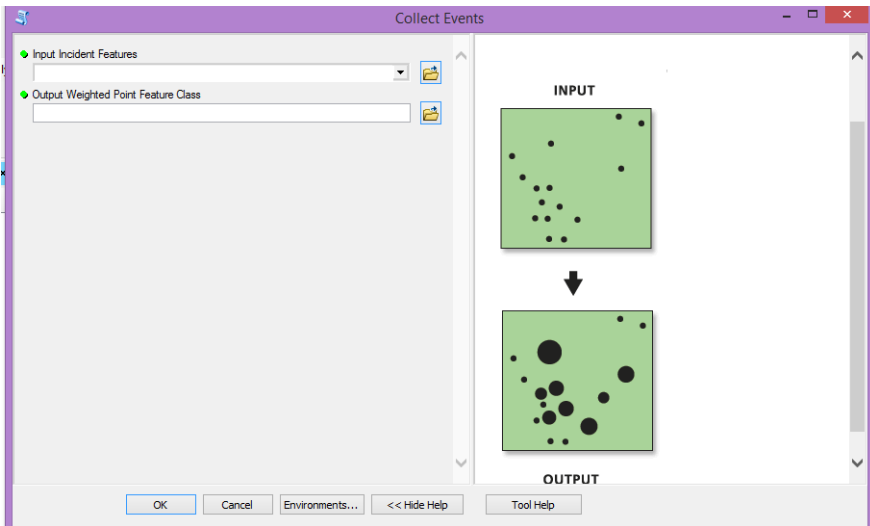 Collect Events
Input Incident Features
Output Weighted Point Feature Class
INPUT
OUTPUT
OK
Cancel
Environments...
<< Hide Help
Tool Help